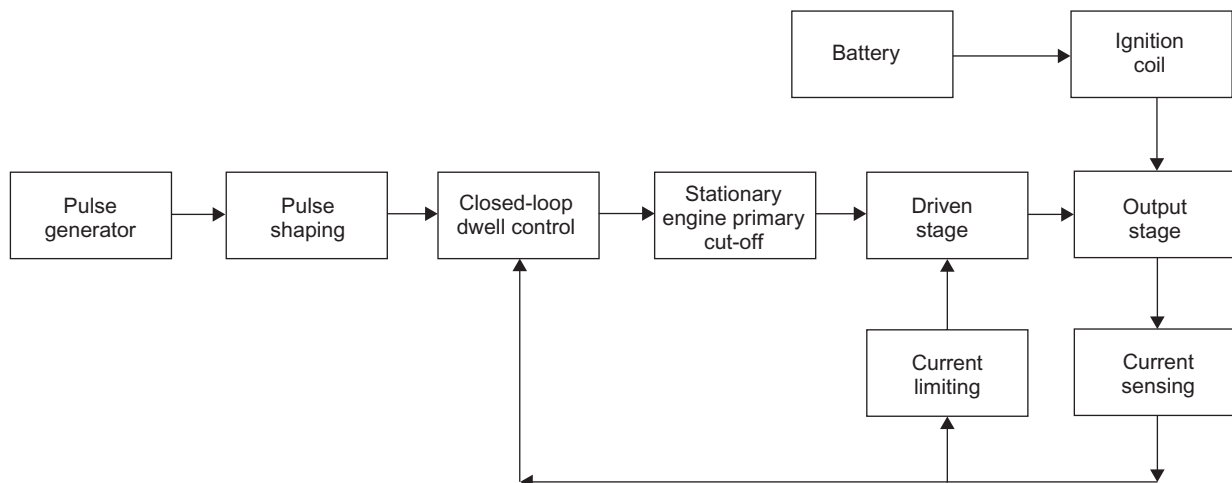 Battery
Ignition
coil
Pulse
generator
Pulse
shaping
Closed-loop
dwell control
Stationary
engine primary
cut-off
Driven
stage
Output
stage
Current
limiting
Current
sensing